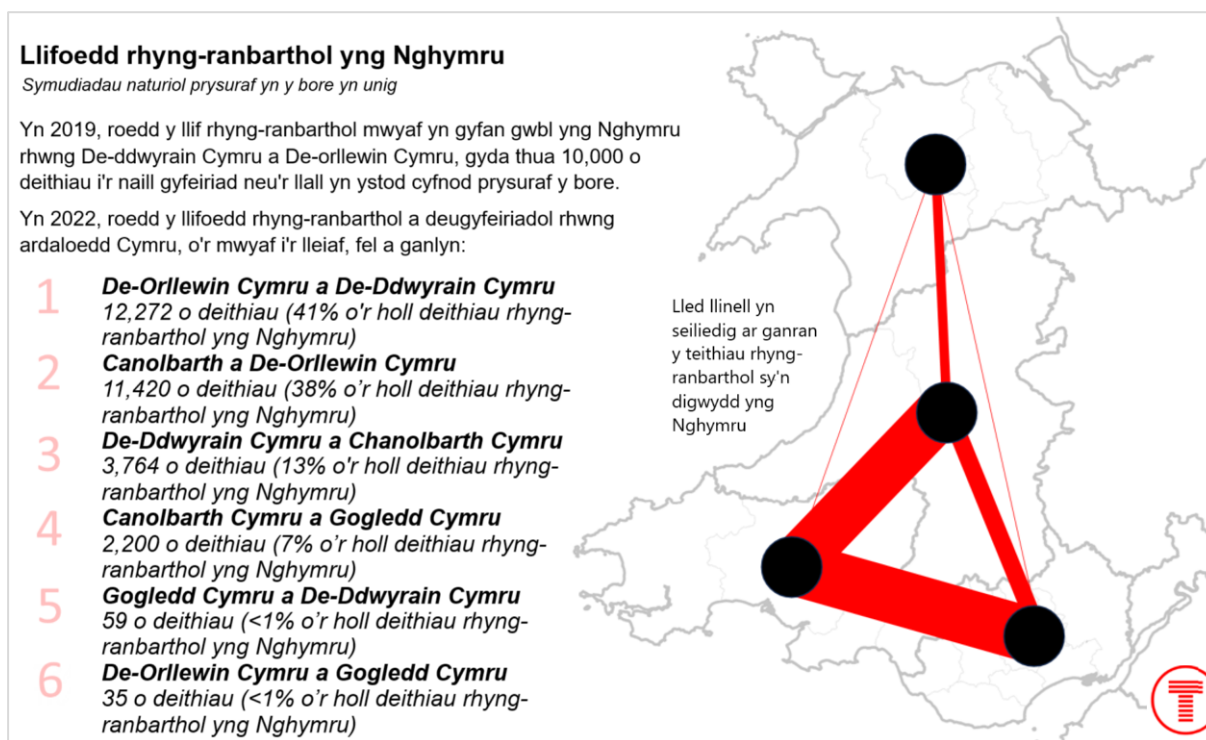 Llifoedd rhyng-ranbarthol yng Nghymru
Symudiadau naturiol prysuraf yn y bore yn unig
Yn 2019, roedd y llif rhyng-ranbarthol mwyaf yn gyfan gwbl yng Nghymru
rhwng De-ddwyrain Cymru a De-orllewin Cymru, gyda thua 10,000 o
deithiau i'r naill gyfeiriad neu'r llall yn ystod cyfnod prysuraf y bore.
Yn 2022, roedd y llifoedd rhyng-ranbarthol a deugyfeiriadol rhwng
ardaloedd Cymru, o'r mwyaf i'r lleiaf, fel a ganlyn:
1
De-Orllewin Cymru a De-Ddwyrain Cymru
12,272 o deithiau (41% o'r holl deithiau rhyng-
ranbarthol yng Nghymru)
2
Canolbarth a De-Orllewin Cymru
11,420 o deithiau (38% o’r holl deithiau rhyng-
ranbarthol yng Nghymru)
3
De-Ddwyrain Cymru a Chanolbarth Cymru
3,764 o deithiau (13% o'r holl deithiau rhyng-
ranbarthol yng Nghymru)
4
Canolbarth Cymru a Gogledd Cymru
2,200 o deithiau (7% o’r holl deithiau rhyng-
ranbarthol yng Nghymru)
5
Gogledd Cymru a De-Ddwyrain Cymru
59 o deithiau (<1% o’r holl deithiau rhyng-
ranbarthol yng Nghymru)
6
De-Orllewin Cymru a Gogledd Cymru
35 o deithiau (<1% o’r holl deithiau rhyng-
ranbarthol yng Nghymru)
Lled llinell yn
seiliedig ar ganran
y teithiau rhyng-
ranbarthol sy'n
digwydd yng
Nghymru
T